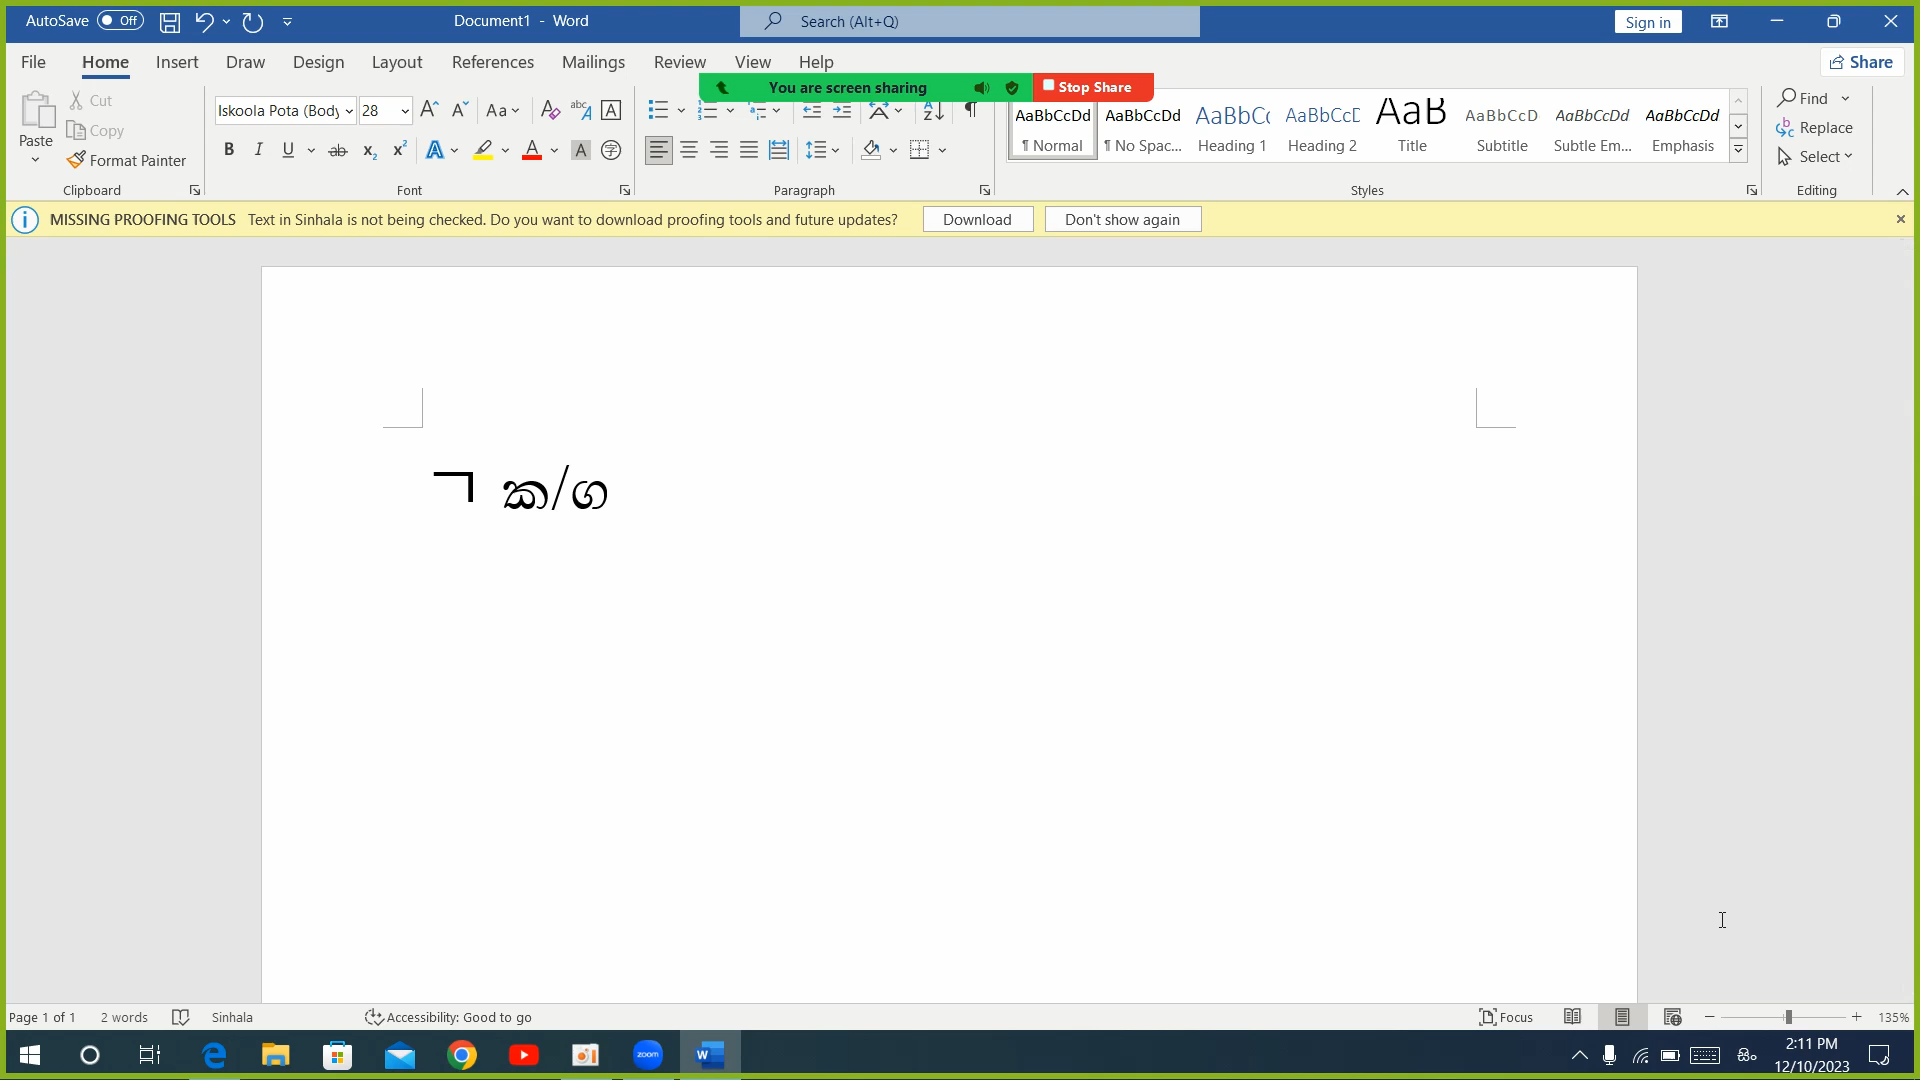 AutoSave Off Document1 - Word Search (Alt+Q) Sign in
File Home Insert Draw Design Layout References Mailings Review View Help Share
You are screen sharing Stop Share
Paste Cut Copy Format Painter
Clipboard
Iskoola Pota (Body 28 Aa
Font
Paragraph
AaBbCcDd AaBbCcDd AaBbCc AaBbCcD AaB AaBbCcD AaBbCcDd AaBbCcDd
¶ Normal ¶ No Spac... Heading 1 Heading 2 Title Subtitle Subtle Em... Emphasis
Styles
Find
Replace
Select
Editing
MISSING PROOFING TOOLS Text in Sinhala is not being checked. Do you want to download proofing tools and future updates? Download Don't show again
ㄱ ක/ග
Page 1 of 1 2 words Sinhala Accessibility: Good to go Focus 135%
zoom
2:11 PM
12/10/2023